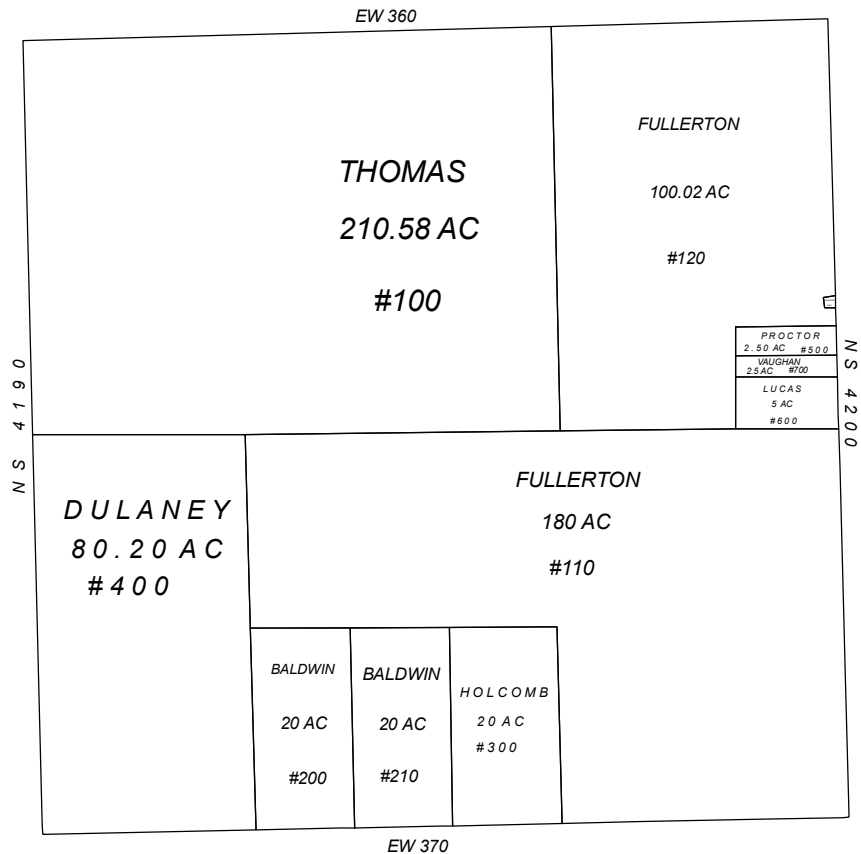 EW 360
THOMAS
210.58 AC
#100
FULLERTON
100.02 AC
#120
PROCTOR
2.50 AC #500
VAUGHAN
2.5 AC #700
LUCAS
5 AC
#600
NS 4190
NS 4200
DULANEY
80.20 AC
#400
FULLERTON
180 AC
#110
BALDWIN
20 AC
#200
BALDWIN
20 AC
#210
HOLCOMB
20 AC
#300
EW 370